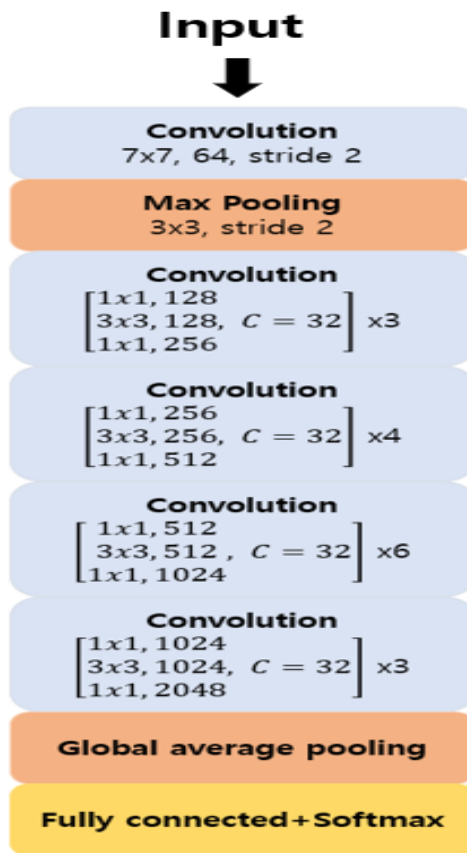 Input
Convolution
7x7, 64, stride 2
Max Pooling
3x3, stride 2
Convolution
[1x1, 128
3x3, 128, C = 32] x3
1x1, 256
Convolution
[1x1, 256
3x3, 256, C = 32] x4
1x1, 512
Convolution
[1x1, 512
3x3, 512 , C = 32] x6
1x1, 1024
Convolution
[1x1, 1024
3x3, 1024, C = 32] x3
1x1, 2048
Global average pooling
Fully connected+Softmax